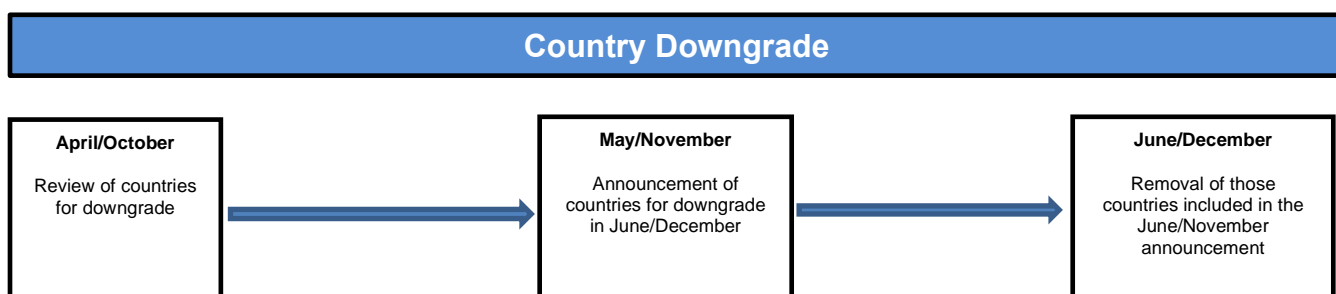 Country Downgrade
April/October
Review of countries
for downgrade
May/November
Announcement of
countries for downgrade
in June/December
June/December
Removal of those
countries included in the
June/November
announcement